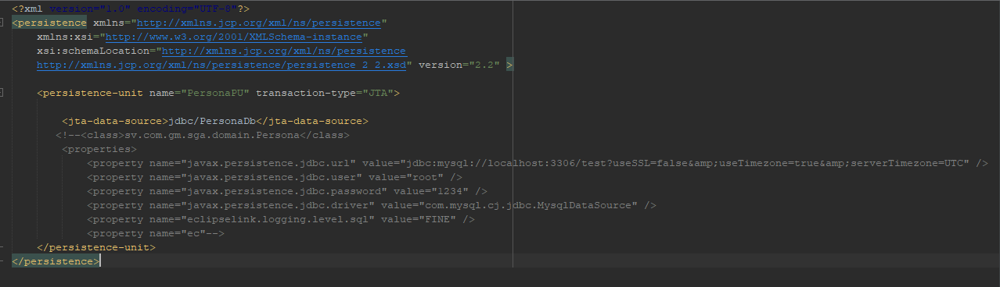 <?xml version="1.0" encoding="UTF-8"?>
<persistence xmlns="http://xmlns.jcp.org/xml/ns/persistence"
xmlns:xsi="http://www.w3.org/2001/XMLSchema-instance"
xsi:schemaLocation="http://xmlns.jcp.org/xml/ns/persistence
http://xmlns.jcp.org/xml/ns/persistence/persistence_2_2.xsd" version="2.2" >
<persistence-unit name="PersonaPU" transaction-type="JTA">
<jta-data-source>jdbc/PersonaDb</jta-data-source>
<!--<class>sv.com.gm.sga.domain.Persona</class>
<properties>
<property name="javax.persistence.jdbc.url" value="jdbc:mysql://localhost:3306/test?useSSL=false&amp;useTimezone=true&amp;serverTimezone=UTC" />
<property name="javax.persistence.jdbc.user" value="root" />
<property name="javax.persistence.jdbc.password" value="1234" />
<property name="javax.persistence.jdbc.driver" value="com.mysql.cj.jdbc.MysqlDataSource" />
<property name="eclipselink.logging.level.sql" value="FINE" />
<property name="ec"-->
</persistence-unit>
</persistence>